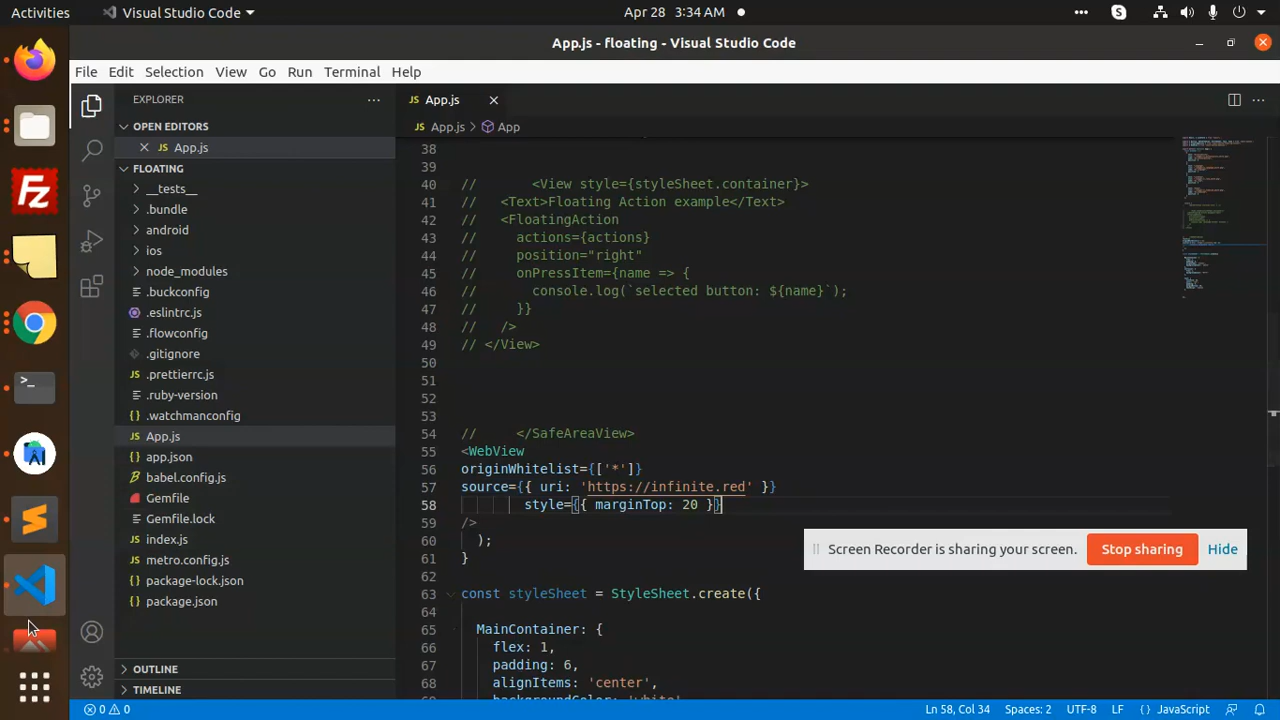 Activities
Visual Studio Code
Apr 28 3:34 AM
App.js - floating - Visual Studio Code
File Edit Selection View Go Run Terminal Help
EXPLORER
OPEN EDITORS
App.js
FLOATING
__tests__
.bundle
android
ios
node_modules
.buckconfig
.eslintrc.js
.flowconfig
.gitignore
.prettierrc.js
.ruby-version
.watchmanconfig
App.js
app.json
babel.config.js
Gemfile
Gemfile.lock
index.js
metro.config.js
package-lock.json
package.json
OUTLINE
TIMELINE
JS App.js
JS App.js > App
38
39
40 // <View style={styleSheet.container}>
41 // <Text>Floating Action example</Text>
42 // <FloatingAction
43 // actions={actions}
44 // position="right"
45 // onPressItem={name => {
46 // console.log(`selected button: ${name}`);
47 // }}
48 // />
49 // </View>
50
51
52
53
54 // </SafeAreaView>
55 <WebView
56 originWhitelist={['*']}
57 source={{ uri: 'https://infinite.red' }}
58 style={{ marginTop: 20 }}
59 />
60 );
61 }
62
63 const styleSheet = StyleSheet.create({
64
65 MainContainer: {
66 flex: 1,
67 padding: 6,
68 alignItems: 'center',
Screen Recorder is sharing your screen. Stop sharing Hide
0 0
Ln 58, Col 34 Spaces: 2 UTF-8 LF {} JavaScript